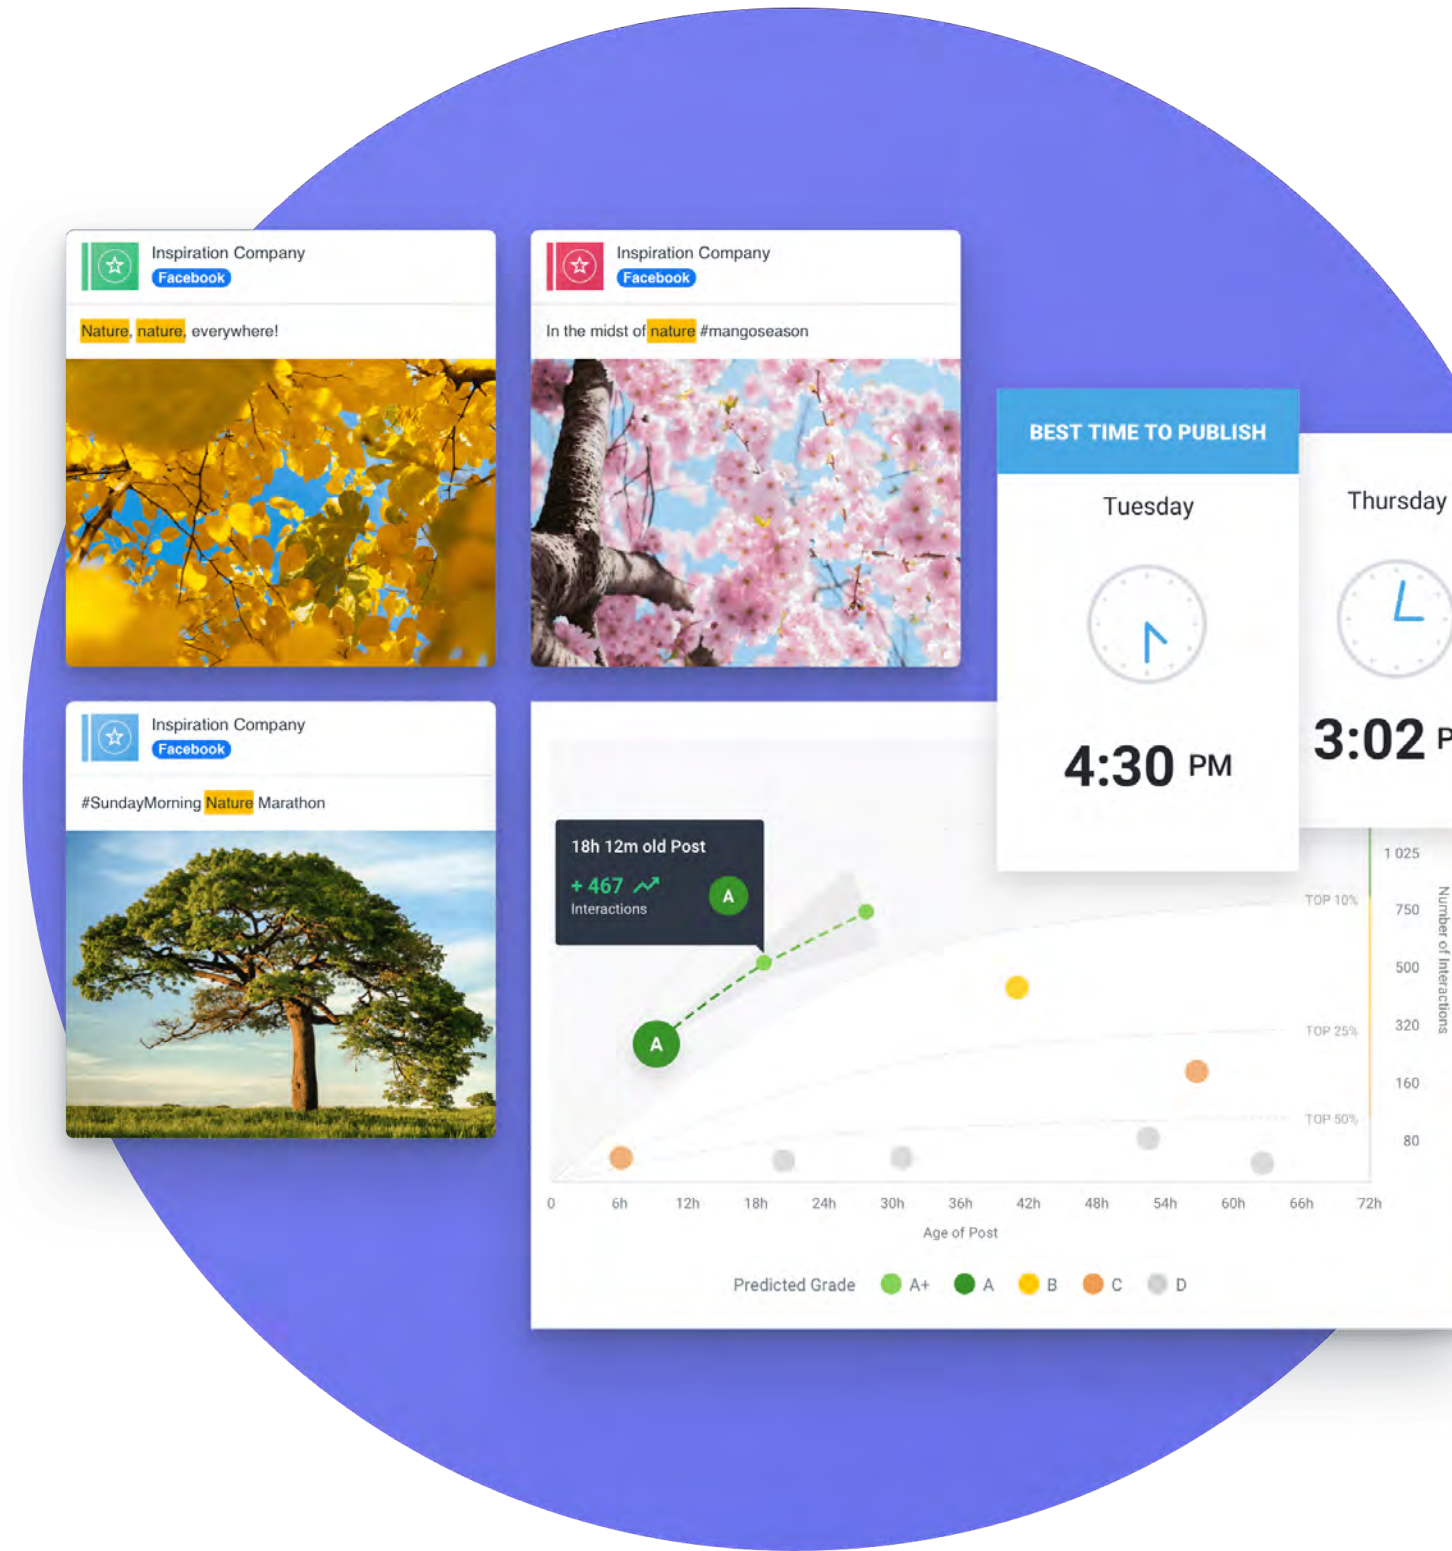 Inspiration Company
Facebook
Nature, nature, everywhere!
Inspiration Company
Facebook
In the midst of nature #mangoseason
BEST TIME TO PUBLISH
Tuesday
4:30 PM
Thursday
3:02 P
Inspiration Company
Facebook
#SundayMorning Nature Marathon
18h 12m old Post
+ 467
Interactions
A
A
TOP 10%
TOP 25%
TOP 50%
1 025
750
500
320
160
80
Number of Interactions
0 6h 12h 18h 24h 30h 36h 42h 48h 54h 60h 66h 72h
Age of Post
Predicted Grade A+ A B C D